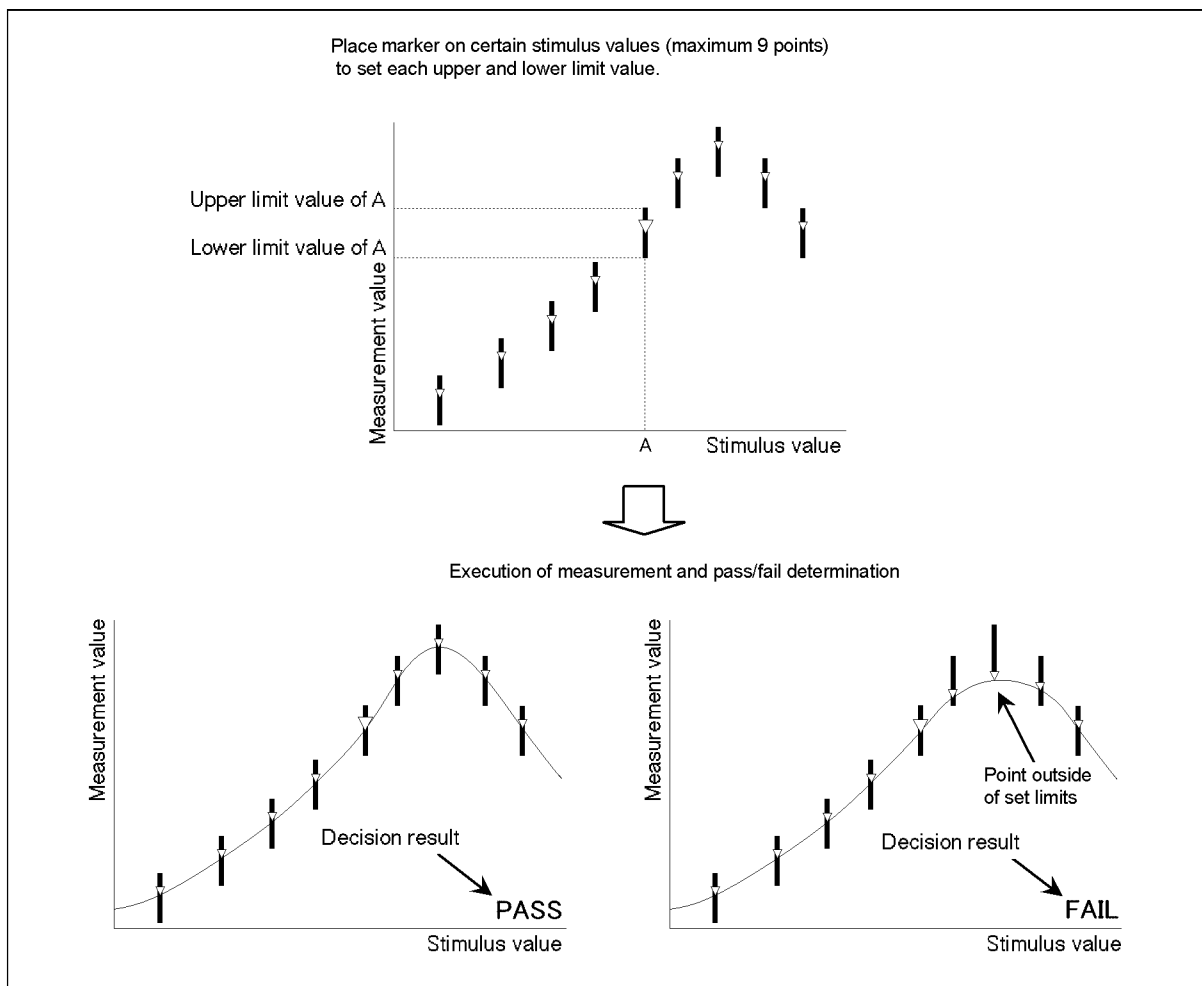 Place marker on certain stimulus values (maximum 9 points)
to set each upper and lower limit value.
Upper limit value of A
Lower limit value of A
Measurement value
A
Stimulus value
Execution of measurement and pass/fail determination
Measurement value
Decision result
PASS
Stimulus value
Measurement value
Point outside
of set limits
Decision result
FAIL
Stimulus value